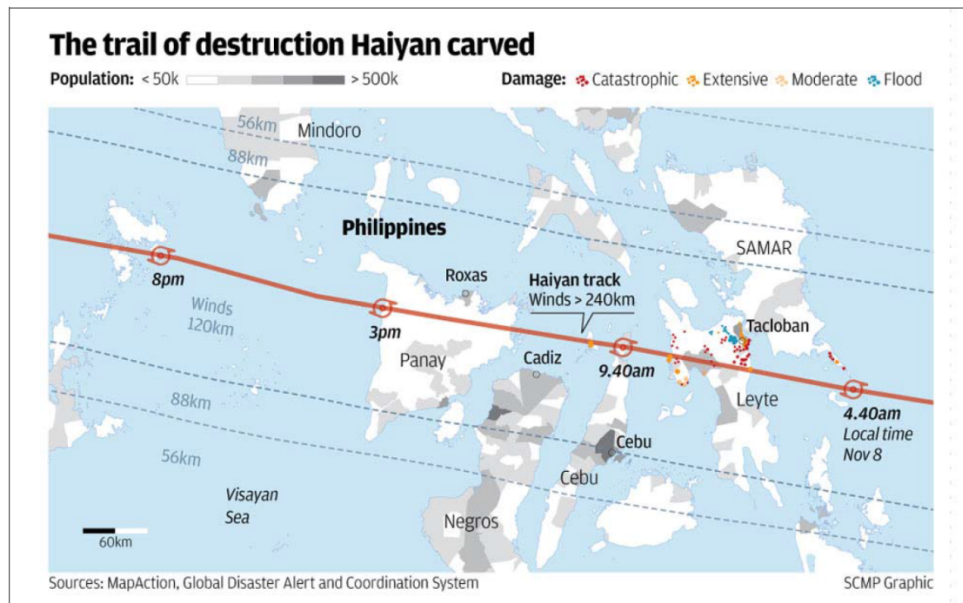 The trail of destruction Haiyan carved
Population: < 50k > 500k
Damage: Catastrophic Extensive Moderate Flood
56km
Mindoro
88km
Philippines
SAMAR
Roxas
Haiyan track
Winds > 240km
8pm
Winds
120km
3pm
Tacloban
Panay
Cadiz
9.40am
88km
Leyte
4.40am
Local time
Nov 8
56km
Cebu
Cebu
Visayan
Sea
Negros
60km
Sources: MapAction, Global Disaster Alert and Coordination System
SCMP Graphic